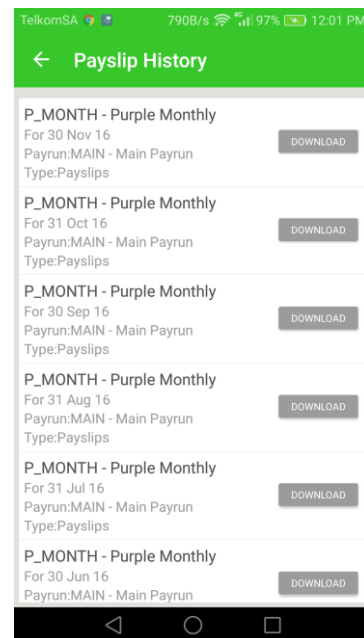 TelkomSA 790B/s 4G 97% 12:01 PM
Payslip History
P_MONTH - Purple Monthly
For 30 Nov 16
Payrun:MAIN - Main Payrun
Type:Payslips
DOWNLOAD
P_MONTH - Purple Monthly
For 31 Oct 16
Payrun:MAIN - Main Payrun
Type:Payslips
DOWNLOAD
P_MONTH - Purple Monthly
For 30 Sep 16
Payrun:MAIN - Main Payrun
Type:Payslips
DOWNLOAD
P_MONTH - Purple Monthly
For 31 Aug 16
Payrun:MAIN - Main Payrun
Type:Payslips
DOWNLOAD
P_MONTH - Purple Monthly
For 31 Jul 16
Payrun:MAIN - Main Payrun
Type:Payslips
DOWNLOAD
P_MONTH - Purple Monthly
For 30 Jun 16
Payrun:MAIN - Main Payrun
DOWNLOAD